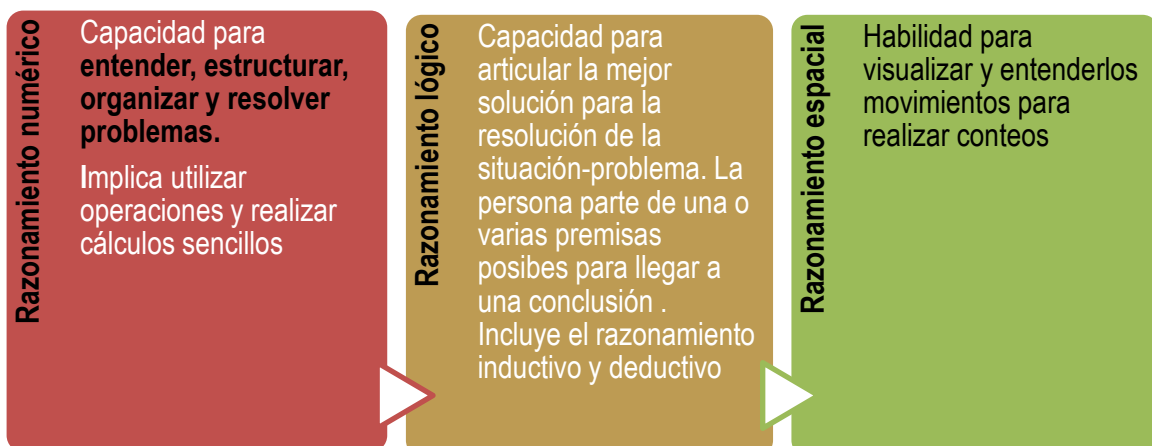 Razonamiento numérico
Capacidad para
entender, estructurar,
organizar y resolver
problemas.
Implica utilizar
operaciones y realizar
cálculos sencillos
Razonamiento lógico
Capacidad para
articular la mejor
solución para la
resolución de la
situación-problema. La
persona parte de una o
varias premisas
posibes para llegar a
una conclusión .
Incluye el razonamiento
inductivo y deductivo
Razonamiento espacial
Habilidad para
visualizar y entenderlos
movimientos para
realizar conteos